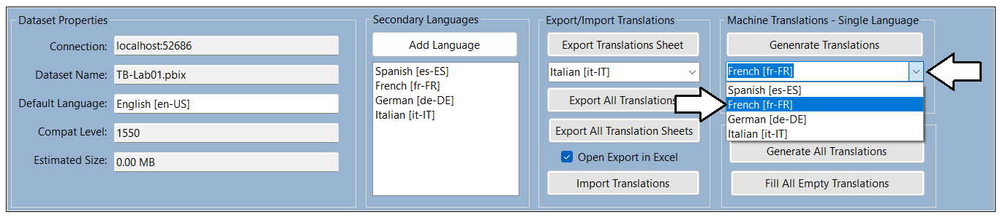 Dataset Properties
Connection: localhost:52686
Dataset Name: TB-Lab01.pbix
Default Language: English [en-US]
Compat Level: 1550
Estimated Size: 0.00 MB
Secondary Languages
Add Language
Spanish [es-ES]
French [fr-FR]
German [de-DE]
Italian [it-IT]
Export/Import Translations
Export Translations Sheet
Italian [it-IT]
Export All Translations
Export All Translation Sheets
Open Export in Excel
Import Translations
Machine Translations - Single Language
Genenrate Translations
French [fr-FR]
Spanish [es-ES]
French [fr-FR]
German [de-DE]
Italian [it-IT]
Generate All Translations
Fill All Empty Translations